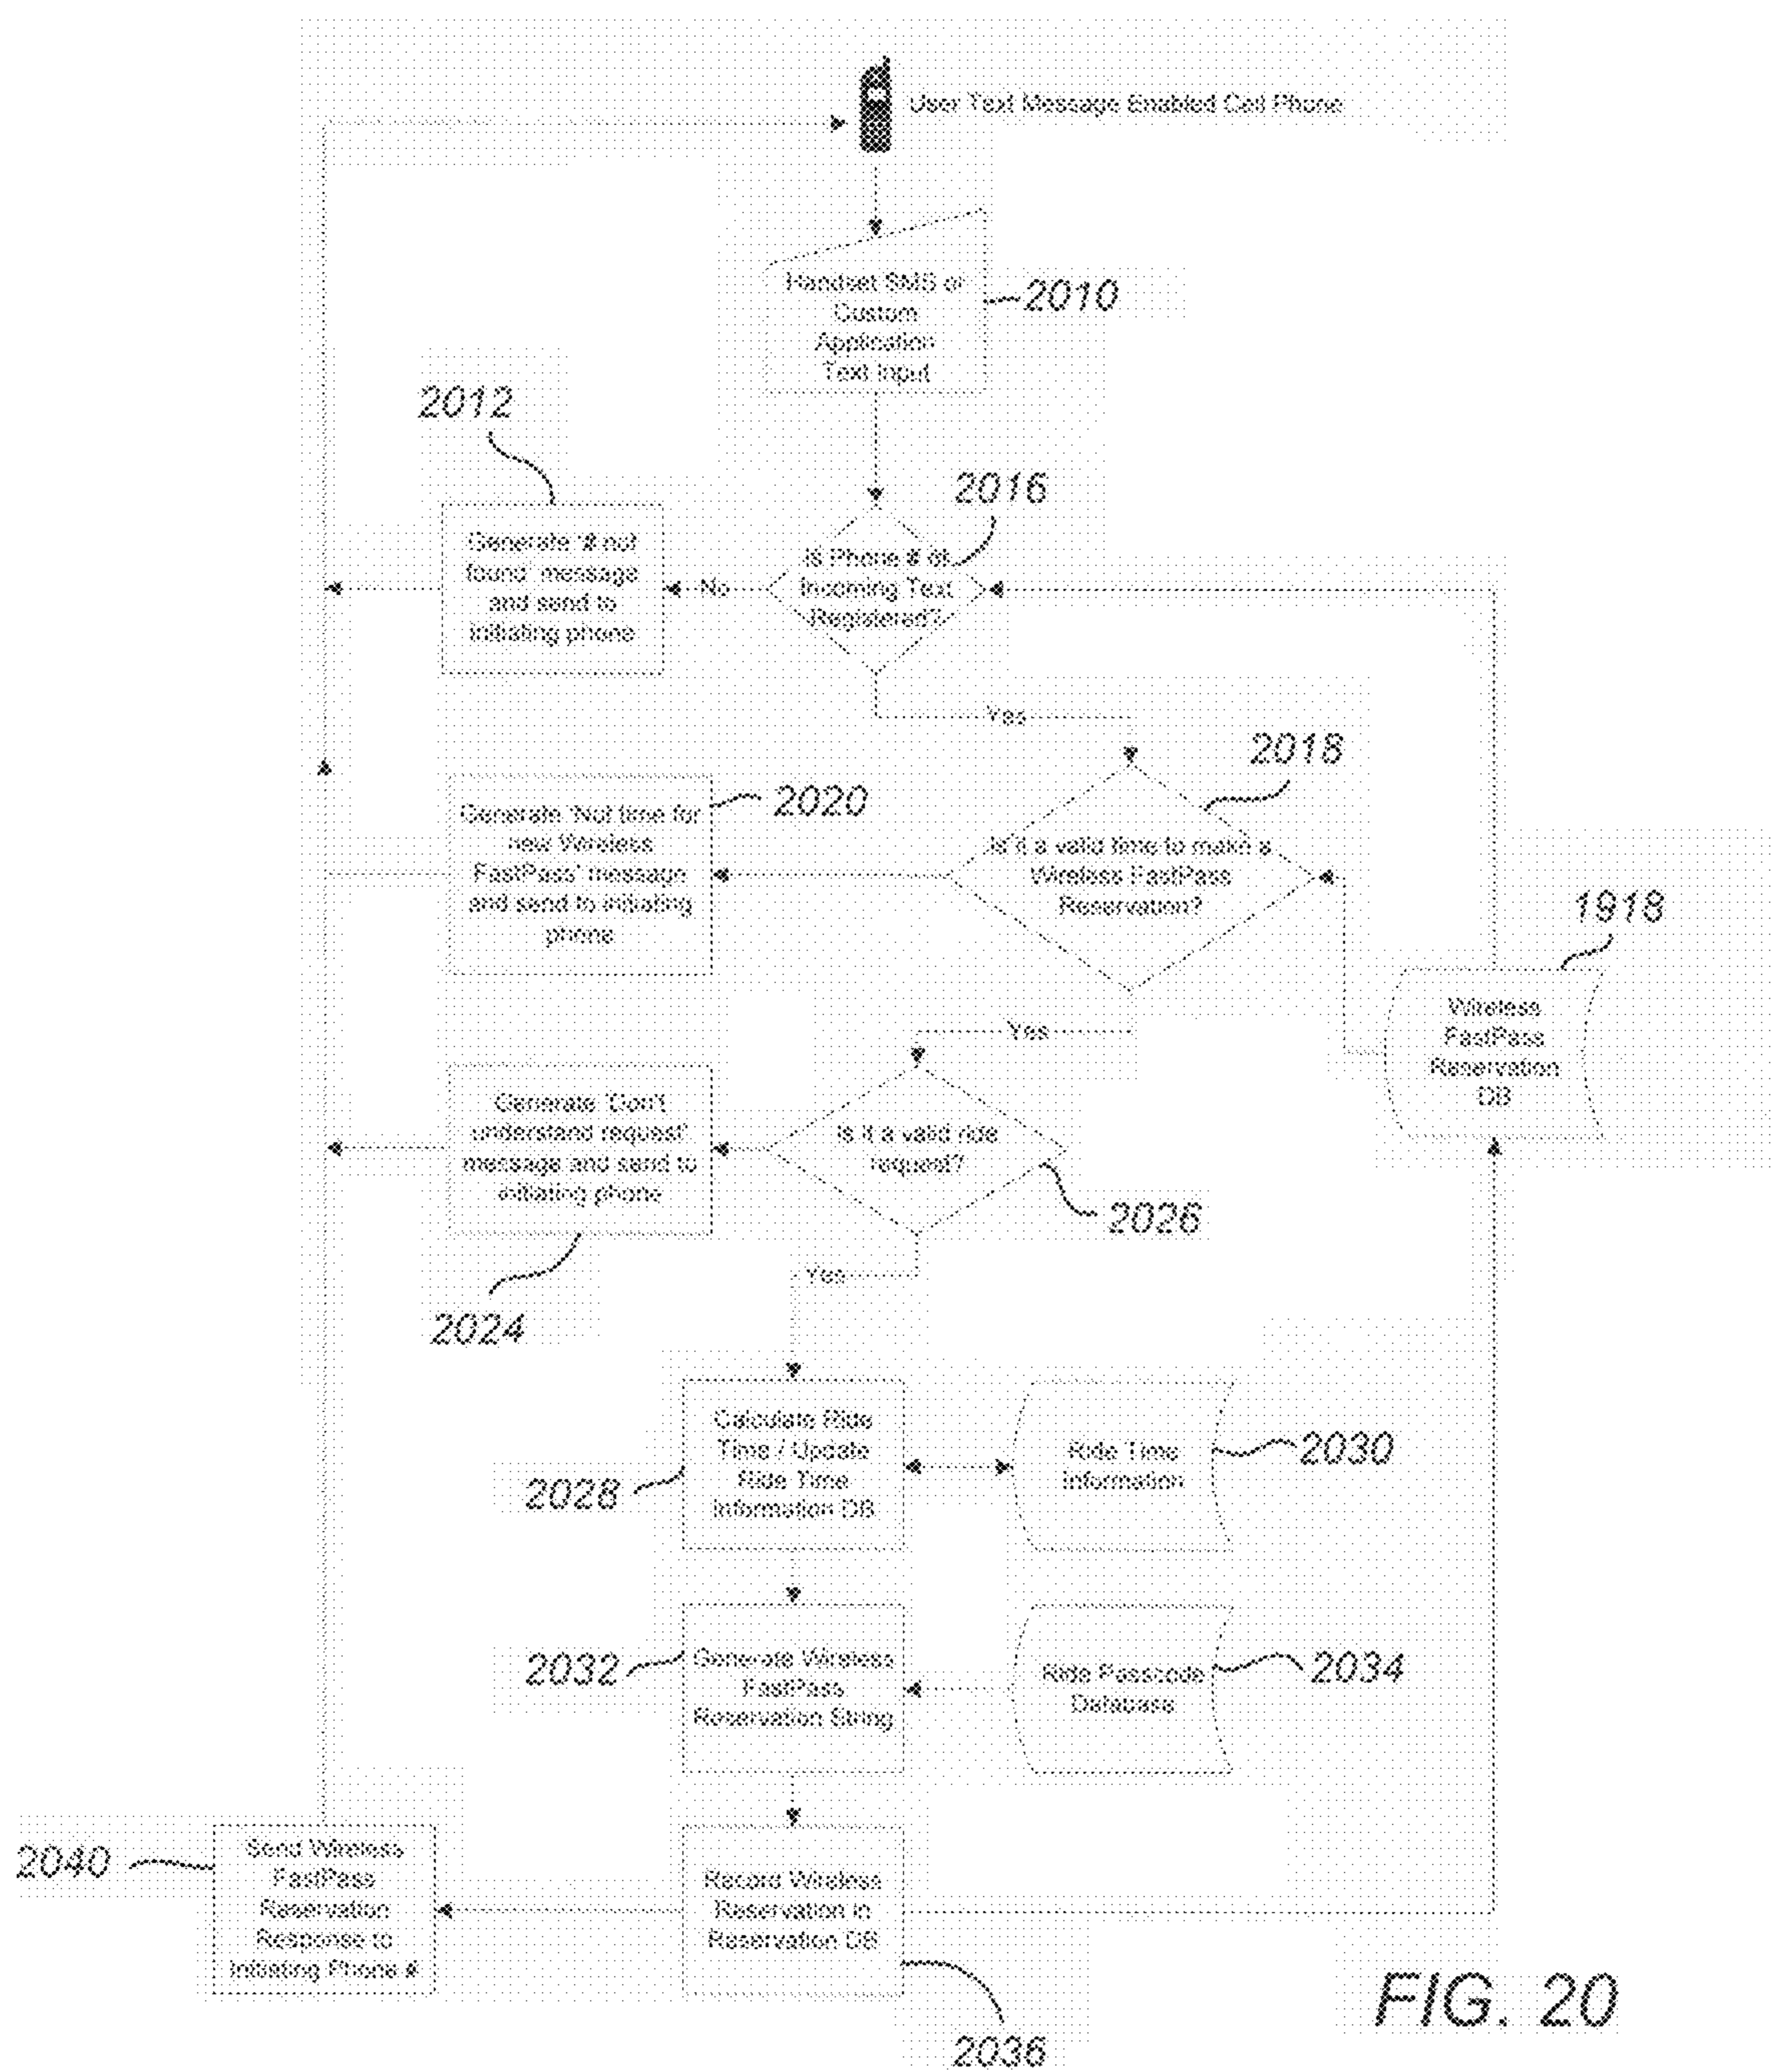 User Text Message Enabled Cell Phone
Handset SMS or
Custom
Application
Text Input
2010
2012
2016
Generate '# not
found' message
and send to
initiating phone
No
Is Phone # of
Incoming Text
Registered?
Yes
2018
2020
Generate 'Not time for
new Wireless
FastPass' message
and send to initiating
phone
Is it a valid time to make a
Wireless FastPass
Reservation?
1918
Wireless
FastPass
Reservation
DB
Yes
Generate 'Don't
understand request'
message and send to
initiating phone
Is it a valid ride
request?
2026
2024
Yes
Calculate Ride
Time / Update
Ride Time
Information DB
2028
Ride Time
Information
2030
Generate Wireless
FastPass
Reservation String
2032
Ride Passcode
Database
2034
2040
Send Wireless
FastPass
Reservation
Response to
Initiating Phone #
Record Wireless
Reservation in
Reservation DB
2036
FIG. 20